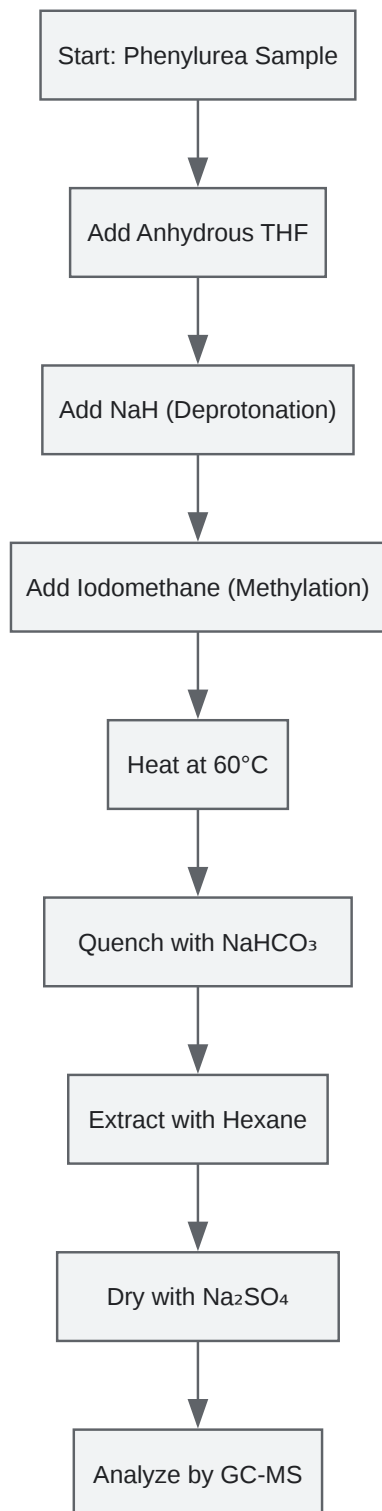 Start: Phenylurea Sample
Add Anhydrous THF
Add NaH (Deprotonation)
Add Iodomethane (Methylation)
Heat at 60°C
Quench with NaHCO₃
Extract with Hexane
Dry with Na₂SO₄
Analyze by GC-MS